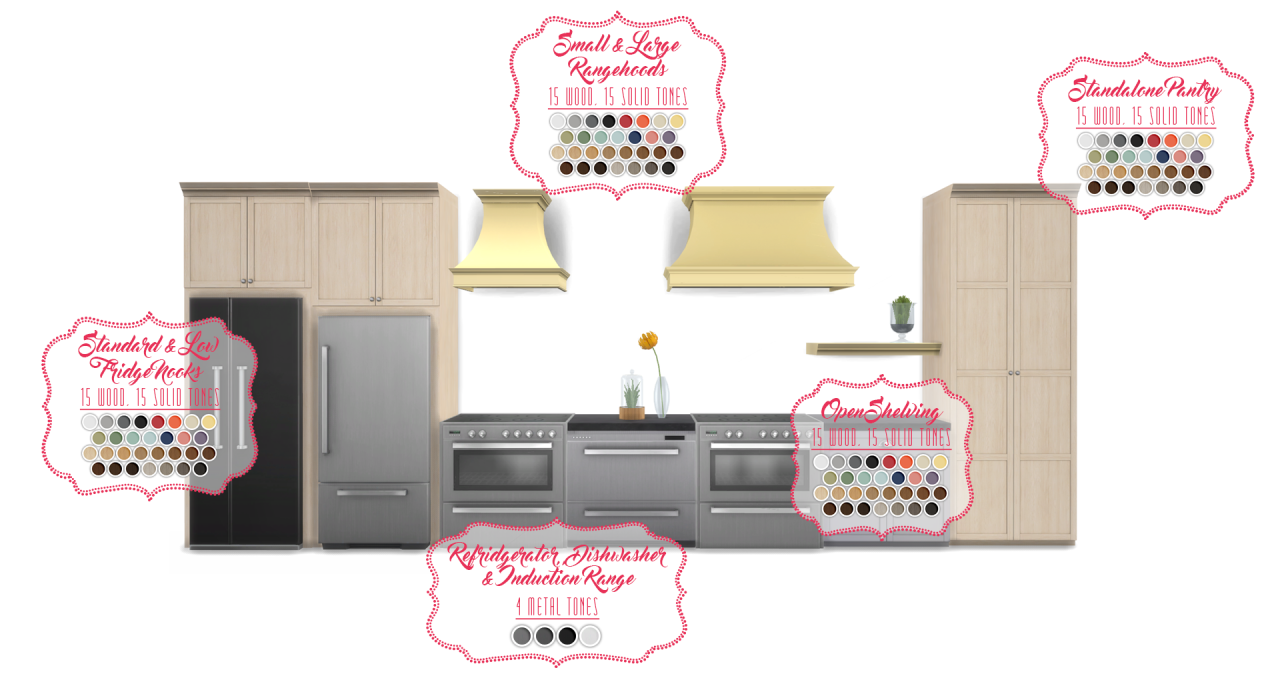 Small & Large
Rangehoods
15 WOOD. 15 SOLID TONES
Standalone Pantry
15 WOOD. 15 SOLID TONES
Standard & Low
Fridge Nooks
15 WOOD. 15 SOLID TONES
Open Shelving
15 WOOD. 15 SOLID TONES
Refridgerator, Dishwasher
& Induction Range
4 METAL TONES